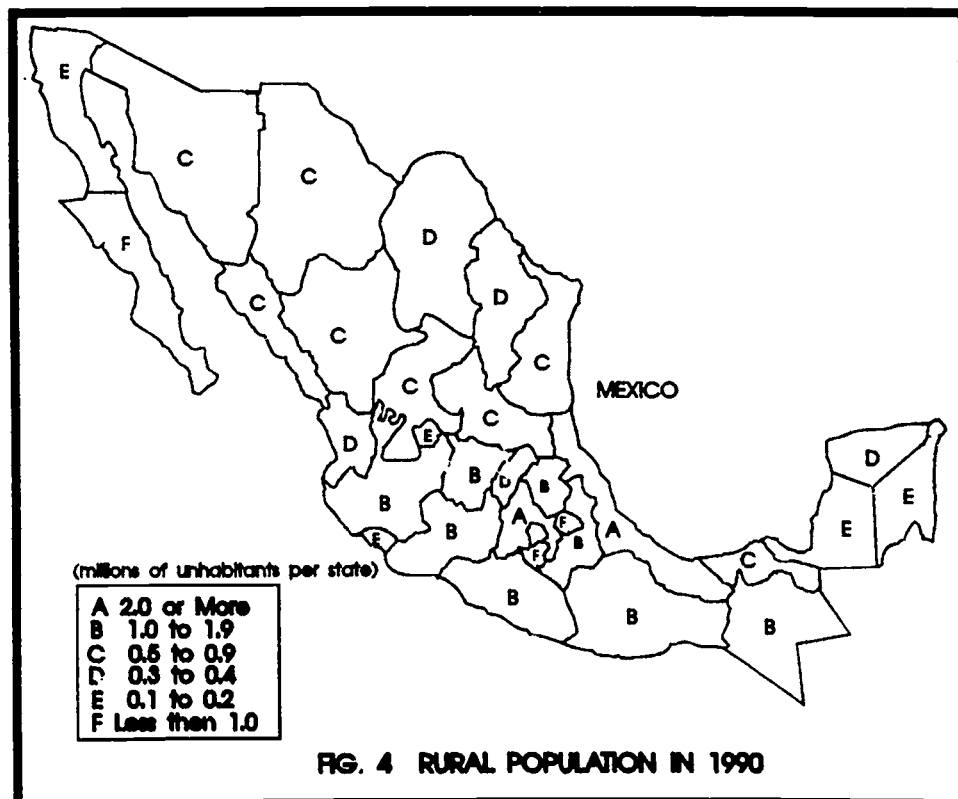 E
C
C
F
D
D
C
C
C
MEXICO
C
C
E
D
D
B
D
B
E
B
A
F
A
E
B
B
E
F
C
(millions of unhabitants per state)
B
B
B
A 2.0 or More
B 1.0 to 1.9
C 0.5 to 0.9
D 0.3 to 0.4
E 0.1 to 0.2
F Less then 1.0
FIG. 4 RURAL POPULATION IN 1990